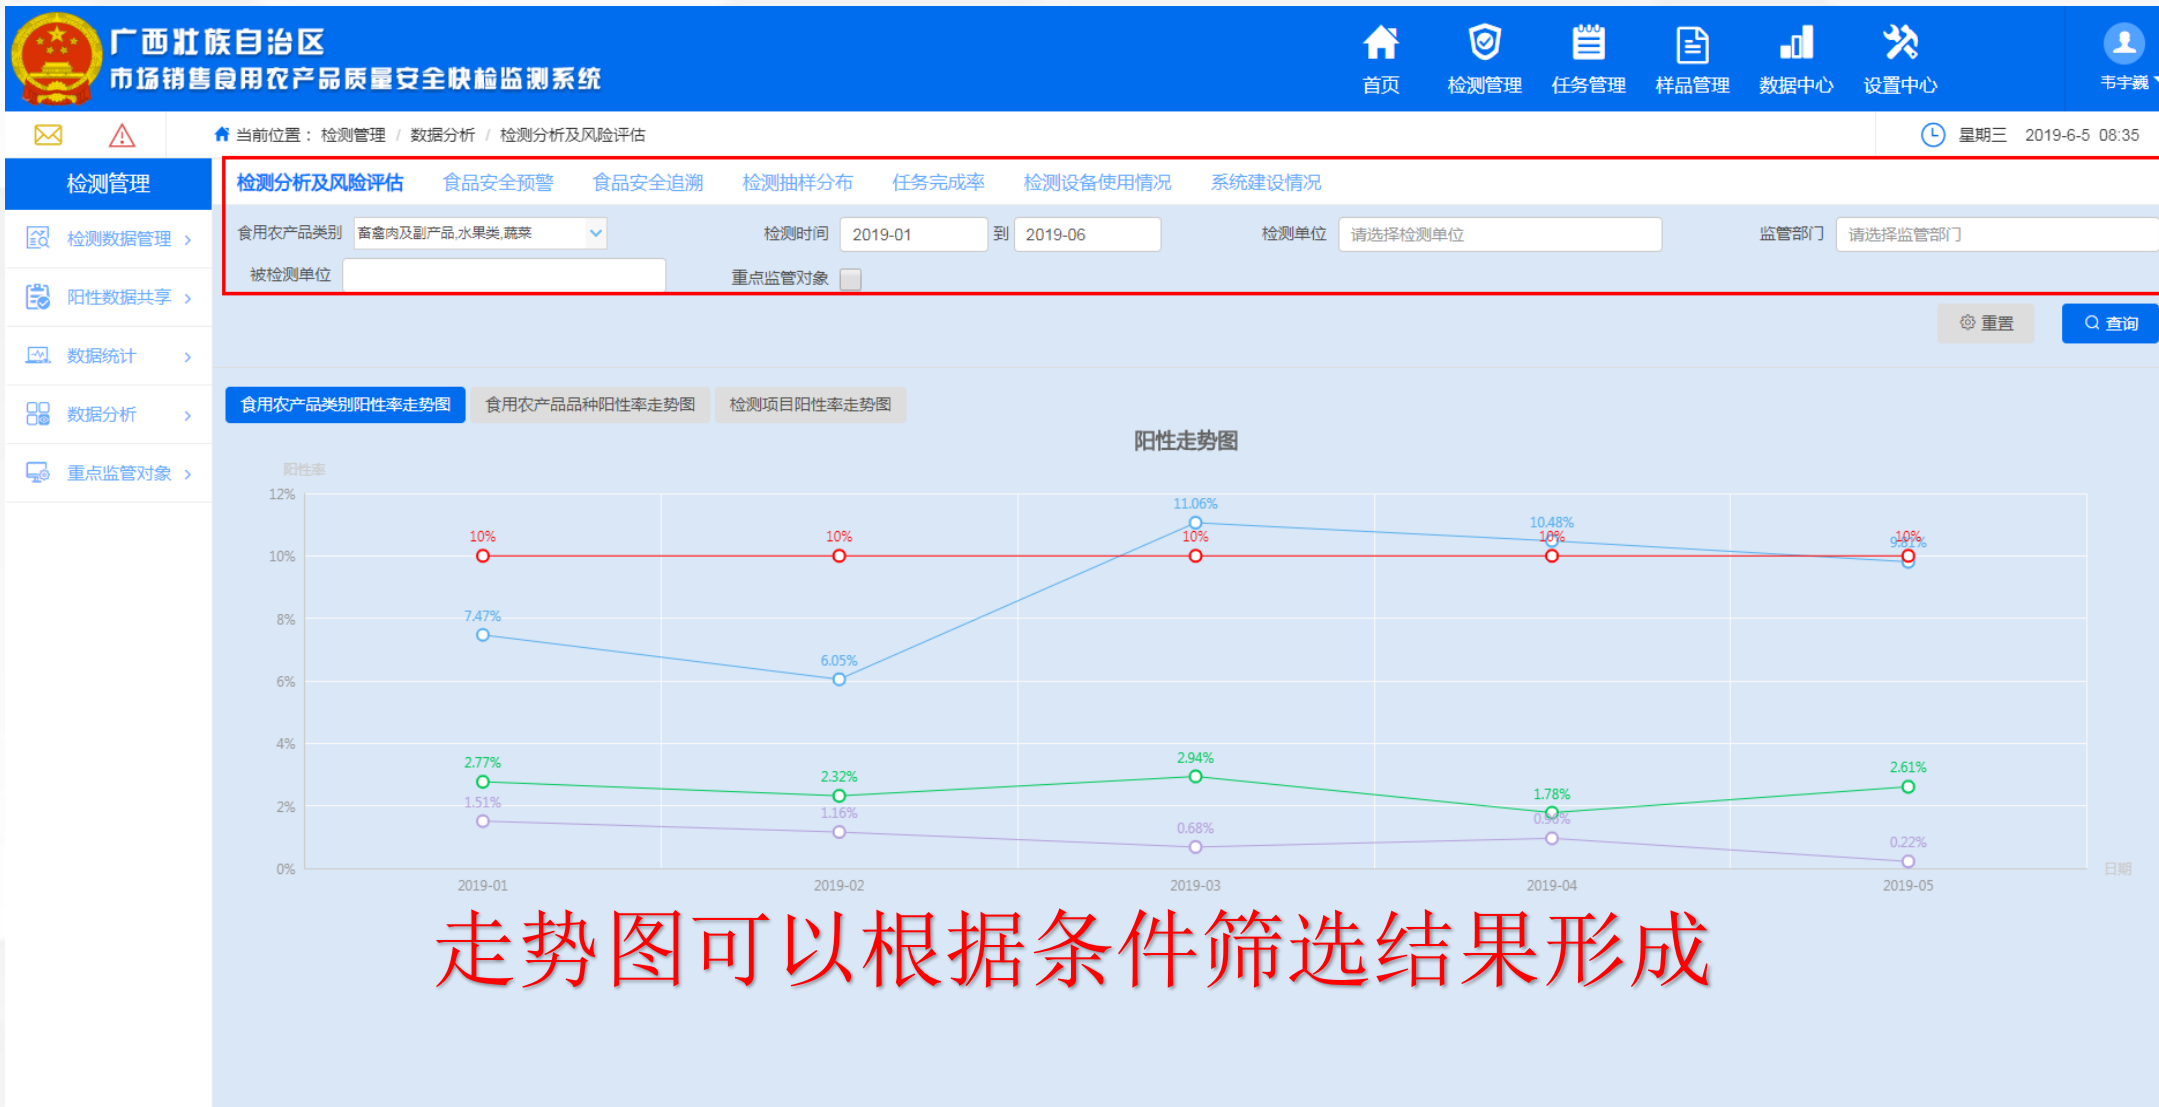 广西壮族自治区
市场销售食用农产品质量安全快检监测系统
首页 检测管理 任务管理 样品管理 数据中心 设置中心 韦宇巍
当前位置： 检测管理 / 数据分析 / 检测分析及风险评估 星期三 2019-6-5 08:35
检测管理
检测数据管理
阳性数据共享
数据统计
数据分析
重点监管对象
检测分析及风险评估 食品安全预警 食品安全追溯 检测抽样分布 任务完成率 检测设备使用情况 系统建设情况
食用农产品类别 畜禽肉及副产品,水果类,蔬菜 检测时间 2019-01 到 2019-06 检测单位 请选择检测单位 监管部门 请选择监管部门
被检测单位 重点监管对象
重置 查询
食用农产品类别阳性率走势图 食用农产品品种阳性率走势图 检测项目阳性率走势图
阳性走势图
阳性率
12%
11.06%
10.48%
10% 10% 10% 10% 10%
9.81%
10%
8%
7.47%
6.05%
6%
4%
2.77% 2.32% 2.94% 1.78% 2.61%
2%
1.51% 1.16% 0.68% 0.22%
0%
日期
2019-01 2019-02 2019-03 2019-04 2019-05
走势图可以根据条件筛选结果形成